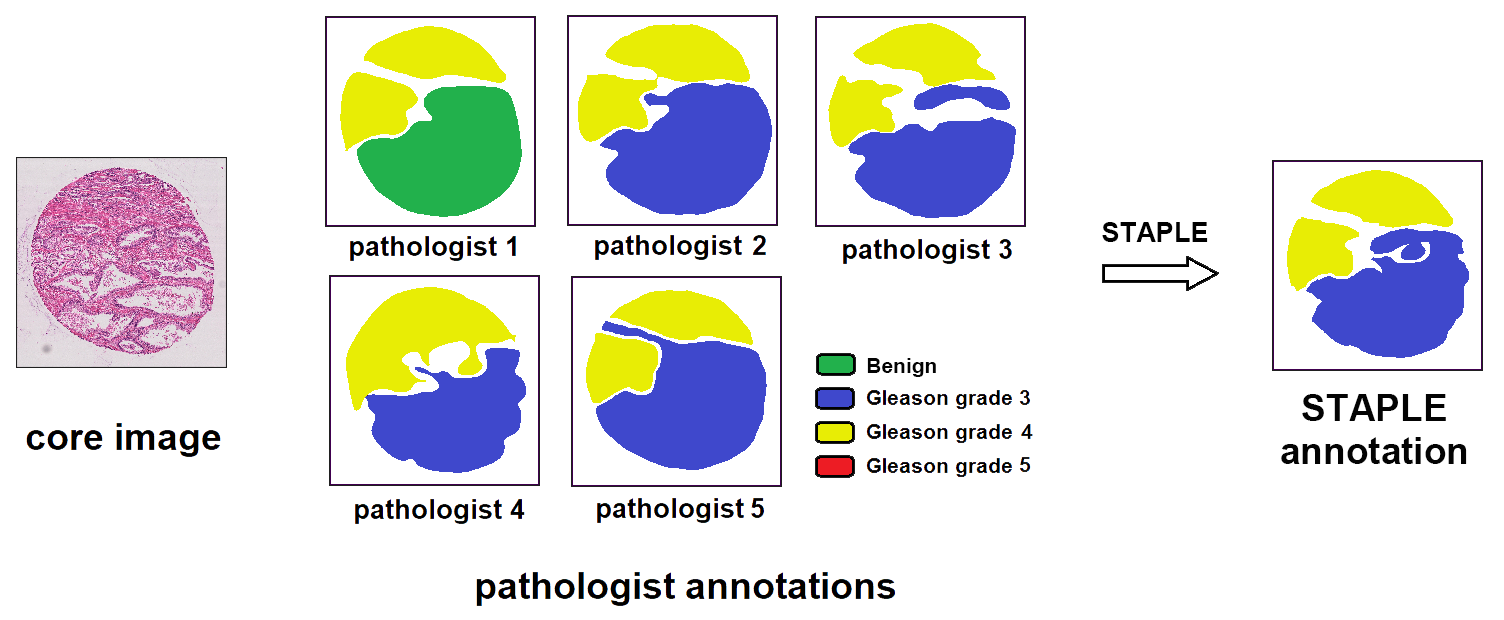 pathologist 1
pathologist 2
pathologist 3
STAPLE
core image
Benign
Gleason grade 3
Gleason grade 4
Gleason grade 5
STAPLE
annotation
pathologist 4
pathologist 5
pathologist annotations